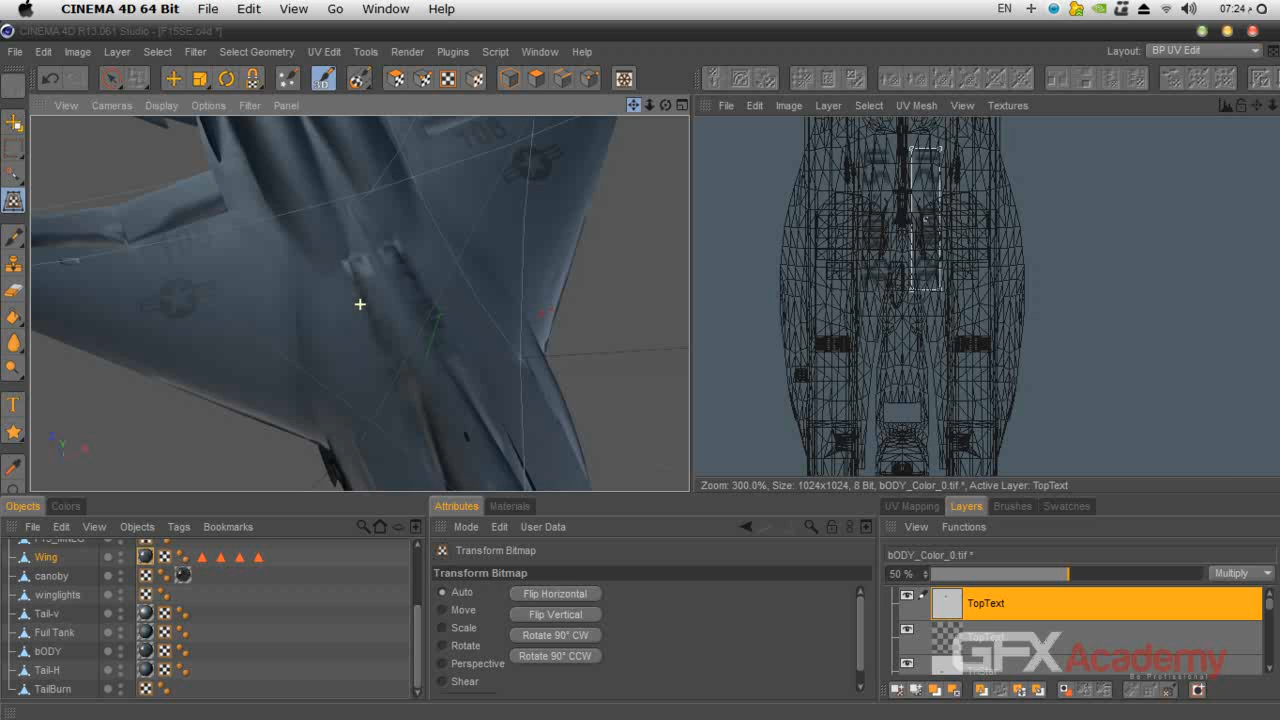 CINEMA 4D 64 Bit File Edit View Go Window Help EN 07:24 م
CINEMA 4D R13.061 Studio - [F15SE.c4d *]
File Edit Image Layer Select Filter Select Geometry UV Edit Tools Render Plugins Script Window Help Layout: BP UV Edit
View Cameras Display Options Filter Panel
File Edit Image Layer Select UV Mesh View Textures
Zoom: 300.0%, Size: 1024x1024, 8 Bit, bODY_Color_0.tif *, Active Layer: TopText
Objects Colors
Attributes Materials
UV Mapping Layers Brushes Swatches
File Edit View Objects Tags Bookmarks
Mode Edit User Data
View Functions
Wing
canoby
winglights
Tail-v
Fuil Tank
bODY
Tail-H
TailBurn
Transform Bitmap
Transform Bitmap
Auto
Move
Scale
Rotate
Perspective
Shear
Flip Horizontal
Flip Vertical
Rotate 90° CW
Rotate 90° CCW
bODY_Color_0.tif *
50 % Multiply
TopText
TopText
GFX Academy
Be Professional